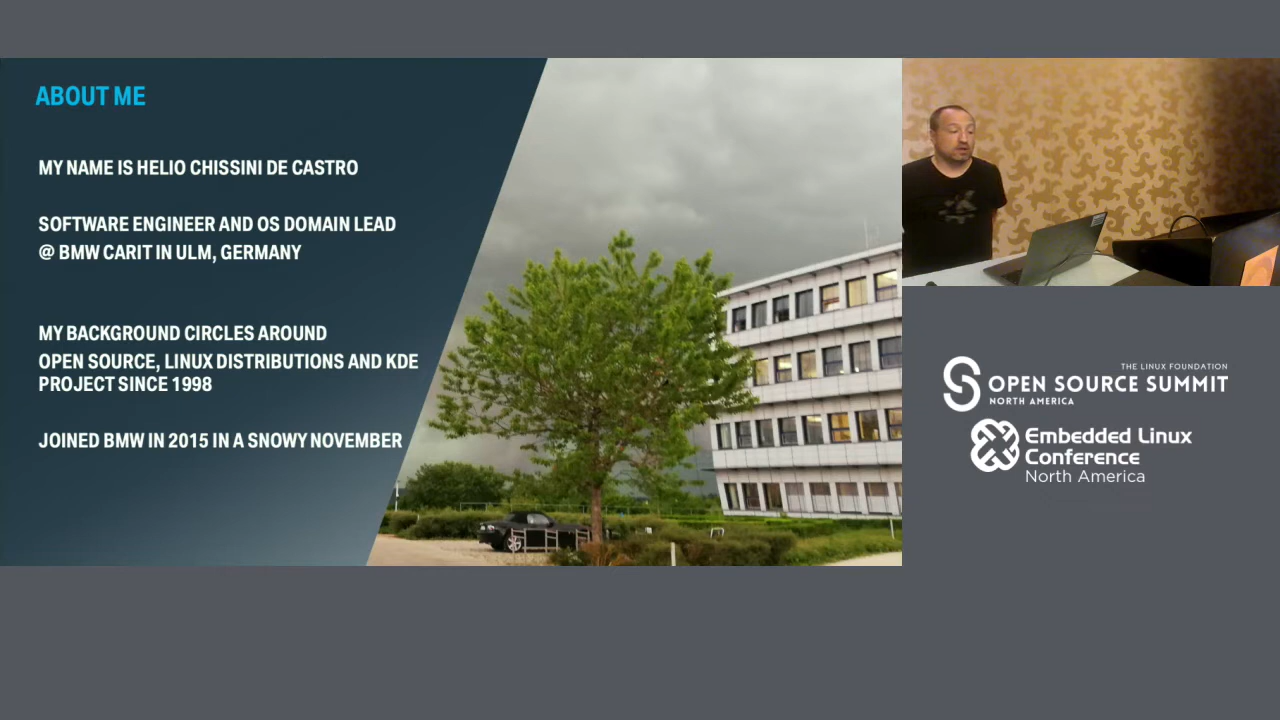 ABOUT ME
MY NAME IS HELIO CHISSINI DE CASTRO
SOFTWARE ENGINEER AND OS DOMAIN LEAD
@ BMW CARIT IN ULM, GERMANY
MY BACKGROUND CIRCLES AROUND
OPEN SOURCE, LINUX DISTRIBUTIONS AND KDE
PROJECT SINCE 1998
JOINED BMW IN 2015 IN A SNOWY NOVEMBER
THE LINUX FOUNDATION
OPEN SOURCE SUMMIT
NORTH AMERICA
Embedded Linux
Conference
North America